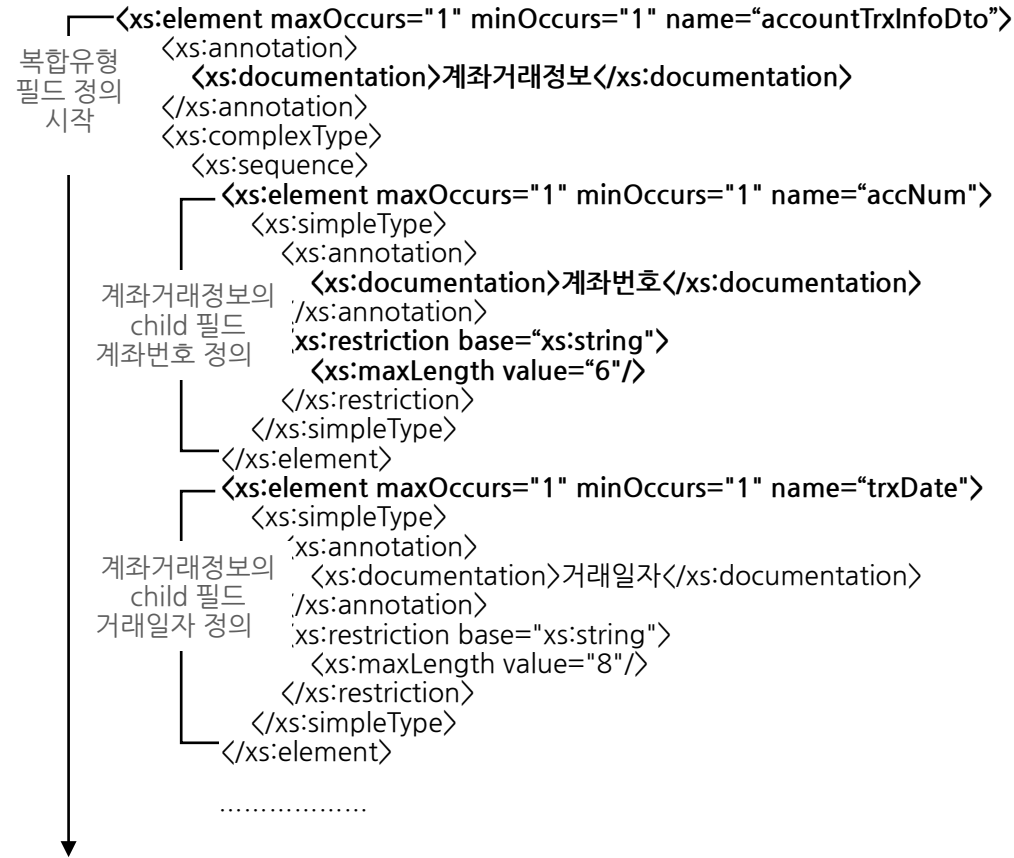 <xs:element maxOccurs="1" minOccurs="1" name=“accountTrxInfoDto”>
<xs:annotation>
<xs:documentation>계좌거래정보</xs:documentation>
</xs:annotation>
<xs:complexType>
<xs:sequence>
복합유형
필드 정의
시작
<xs:element maxOccurs="1" minOccurs="1" name=“accNum">
<xs:simpleType>
<xs:annotation>
<xs:documentation>계좌번호</xs:documentation>
/xs:annotation>
xs:restriction base=“xs:string">
<xs:maxLength value=“6"/>
</xs:restriction>
</xs:simpleType>
</xs:element>
계좌거래정보의
child 필드
계좌번호 정의
<xs:element maxOccurs="1" minOccurs="1" name=“trxDate">
<xs:simpleType>
xs:annotation>
<xs:documentation>거래일자</xs:documentation>
/xs:annotation>
xs:restriction base="xs:string">
<xs:maxLength value="8"/>
</xs:restriction>
</xs:simpleType>
</xs:element>
계좌거래정보의
child 필드
거래일자 정의
………………